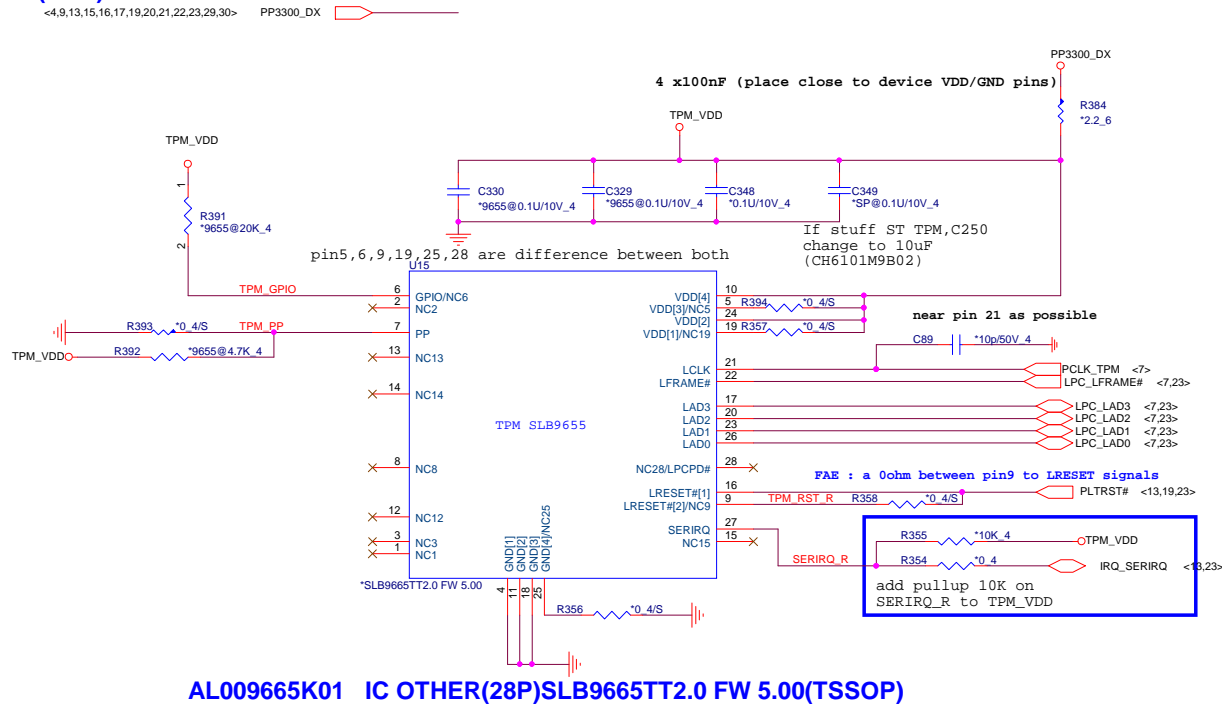 <4,9,13,15,16,17,19,20,21,22,23,29,30> PP3300_DX
PP3300_DX
4 x100nF (place close to device VDD/GND pins)
R384
*2.2_6
TPM_VDD
TPM_VDD
1
R391
*9655@20K_4
2
C330
*9655@0.1U/10V_4
C329
*9655@0.1U/10V_4
C348
*0.1U/10V_4
C349
*SP@0.1U/10V_4
If stuff ST TPM,C250
change to 10uF
(CH6101M9B02)
pin5,6,9,19,25,28 are difference between both
U15
TPM_GPIO
6 GPIO/NC6
2 NC2
R393 *0_4/S TPM_PP
7 PP
TPM_VDD R392 *9655@4.7K_4
13 NC13
14 NC14
TPM SLB9655
8 NC8
12 NC12
3 NC3
1 NC1
VDD[4] 10
VDD[3]/NC5 5 R394 *0_4/S
VDD[2] 24
VDD[1]/NC19 19 R357 *0_4/S
near pin 21 as possible
C89 *10p/50V_4
LCLK 21 PCLK_TPM <7>
LFRAME# 22 LPC_LFRAME# <7,23>
LAD3 17 LPC_LAD3 <7,23>
LAD2 20 LPC_LAD2 <7,23>
LAD1 23 LPC_LAD1 <7,23>
LAD0 26 LPC_LAD0 <7,23>
NC28/LPCPD# 28
FAE : a 0ohm between pin9 to LRESET signals
LRESET#[1] 16 PLTRST# <13,19,23>
LRESET#[2]/NC9 9 TPM_RST_R R358 *0_4/S
SERIRQ 27
NC15 15
SERIRQ_R
R355 *10K_4 TPM_VDD
R354 *0_4 IRQ_SERIRQ <13,23>
add pullup 10K on
SERIRQ_R to TPM_VDD
GND[1]
GND[2]
GND[3]
GND[4]/NC25
*SLB9665TT2.0 FW 5.00
4
11
18
25
R356 *0_4/S
AL009665K01 IC OTHER(28P)SLB9665TT2.0 FW 5.00(TSSOP)